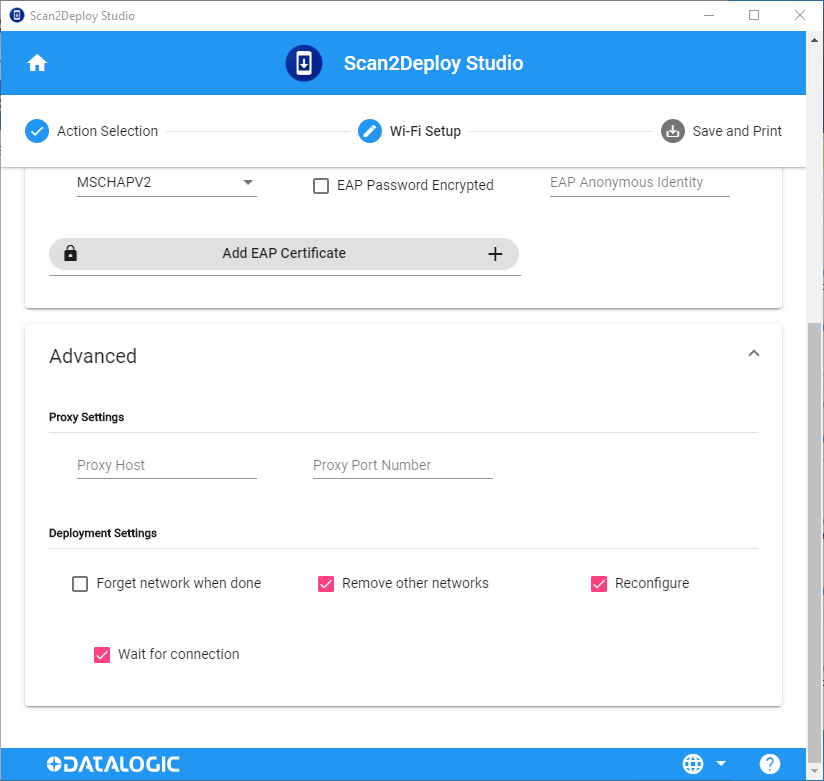 Scan2Deploy Studio
Scan2Deploy Studio
Action Selection
Wi-Fi Setup
Save and Print
MSCHAPV2
EAP Password Encrypted
EAP Anonymous Identity
Add EAP Certificate
Advanced
Proxy Settings
Proxy Host
Proxy Port Number
Deployment Settings
Forget network when done
Remove other networks
Reconfigure
Wait for connection
DATALOGIC
?